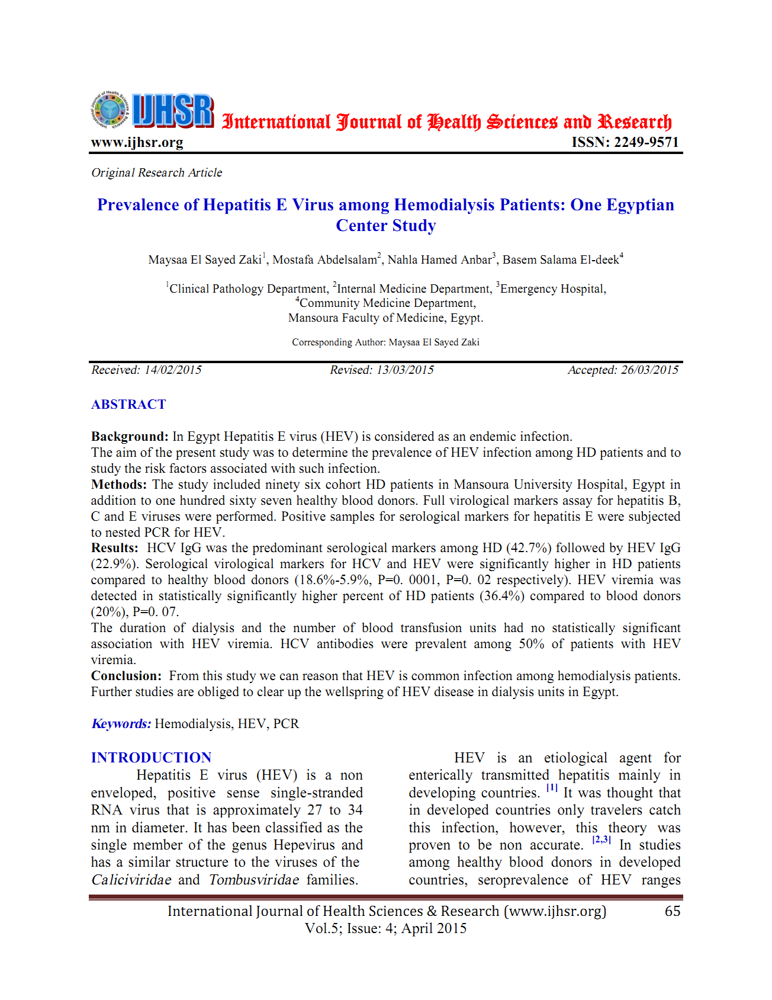 International Journal of Health Sciences & Research
IJHSR
International Journal of Health Sciences and Research
www.ijhsr.org ISSN: 2249-9571
Original Research Article
Prevalence of Hepatitis E Virus among Hemodialysis Patients: One Egyptian
Center Study
Maysaa El Sayed Zaki1, Mostafa Abdelsalam2, Nahla Hamed Anbar3, Basem Salama El-deek4
1Clinical Pathology Department, 2Internal Medicine Department, 3Emergency Hospital,
4Community Medicine Department,
Mansoura Faculty of Medicine, Egypt.
Corresponding Author: Maysaa El Sayed Zaki
Received: 14/02/2015 Revised: 13/03/2015 Accepted: 26/03/2015
ABSTRACT
Background: In Egypt Hepatitis E virus (HEV) is considered as an endemic infection.
The aim of the present study was to determine the prevalence of HEV infection among HD patients and to
study the risk factors associated with such infection.
Methods: The study included ninety six cohort HD patients in Mansoura University Hospital, Egypt in
addition to one hundred sixty seven healthy blood donors. Full virological markers assay for hepatitis B,
C and E viruses were performed. Positive samples for serological markers for hepatitis E were subjected
to nested PCR for HEV.
Results: HCV IgG was the predominant serological markers among HD (42.7%) followed by HEV IgG
(22.9%). Serological virological markers for HCV and HEV were significantly higher in HD patients
compared to healthy blood donors (18.6%-5.9%, P=0. 0001, P=0. 02 respectively). HEV viremia was
detected in statistically significantly higher percent of HD patients (36.4%) compared to blood donors
(20%), P=0. 07.
The duration of dialysis and the number of blood transfusion units had no statistically significant
association with HEV viremia. HCV antibodies were prevalent among 50% of patients with HEV
viremia.
Conclusion: From this study we can reason that HEV is common infection among hemodialysis patients.
Further studies are obliged to clear up the wellspring of HEV disease in dialysis units in Egypt.
Keywords: Hemodialysis, HEV, PCR
INTRODUCTION
Hepatitis E virus (HEV) is a non
enveloped, positive sense single-stranded
RNA virus that is approximately 27 to 34
nm in diameter. It has been classified as the
single member of the genus Hepevirus and
has a similar structure to the viruses of the
Caliciviridae and Tombusviridae families.
HEV is an etiological agent for
enterically transmitted hepatitis mainly in
developing countries. [1] It was thought that
in developed countries only travelers catch
this infection, however, this theory was
proven to be non accurate. [2,3] In studies
among healthy blood donors in developed
countries, seroprevalence of HEV ranges
International Journal of Health Sciences & Research (www.ijhsr.org) 65
Vol.5; Issue: 4; April 2015